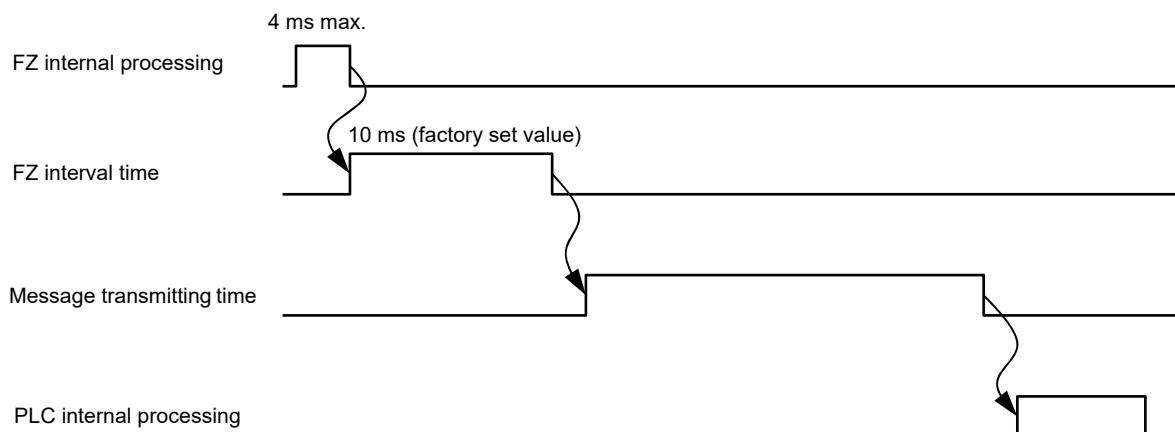 4 ms max.
FZ internal processing
10 ms (factory set value)
FZ interval time
Message transmitting time
PLC internal processing